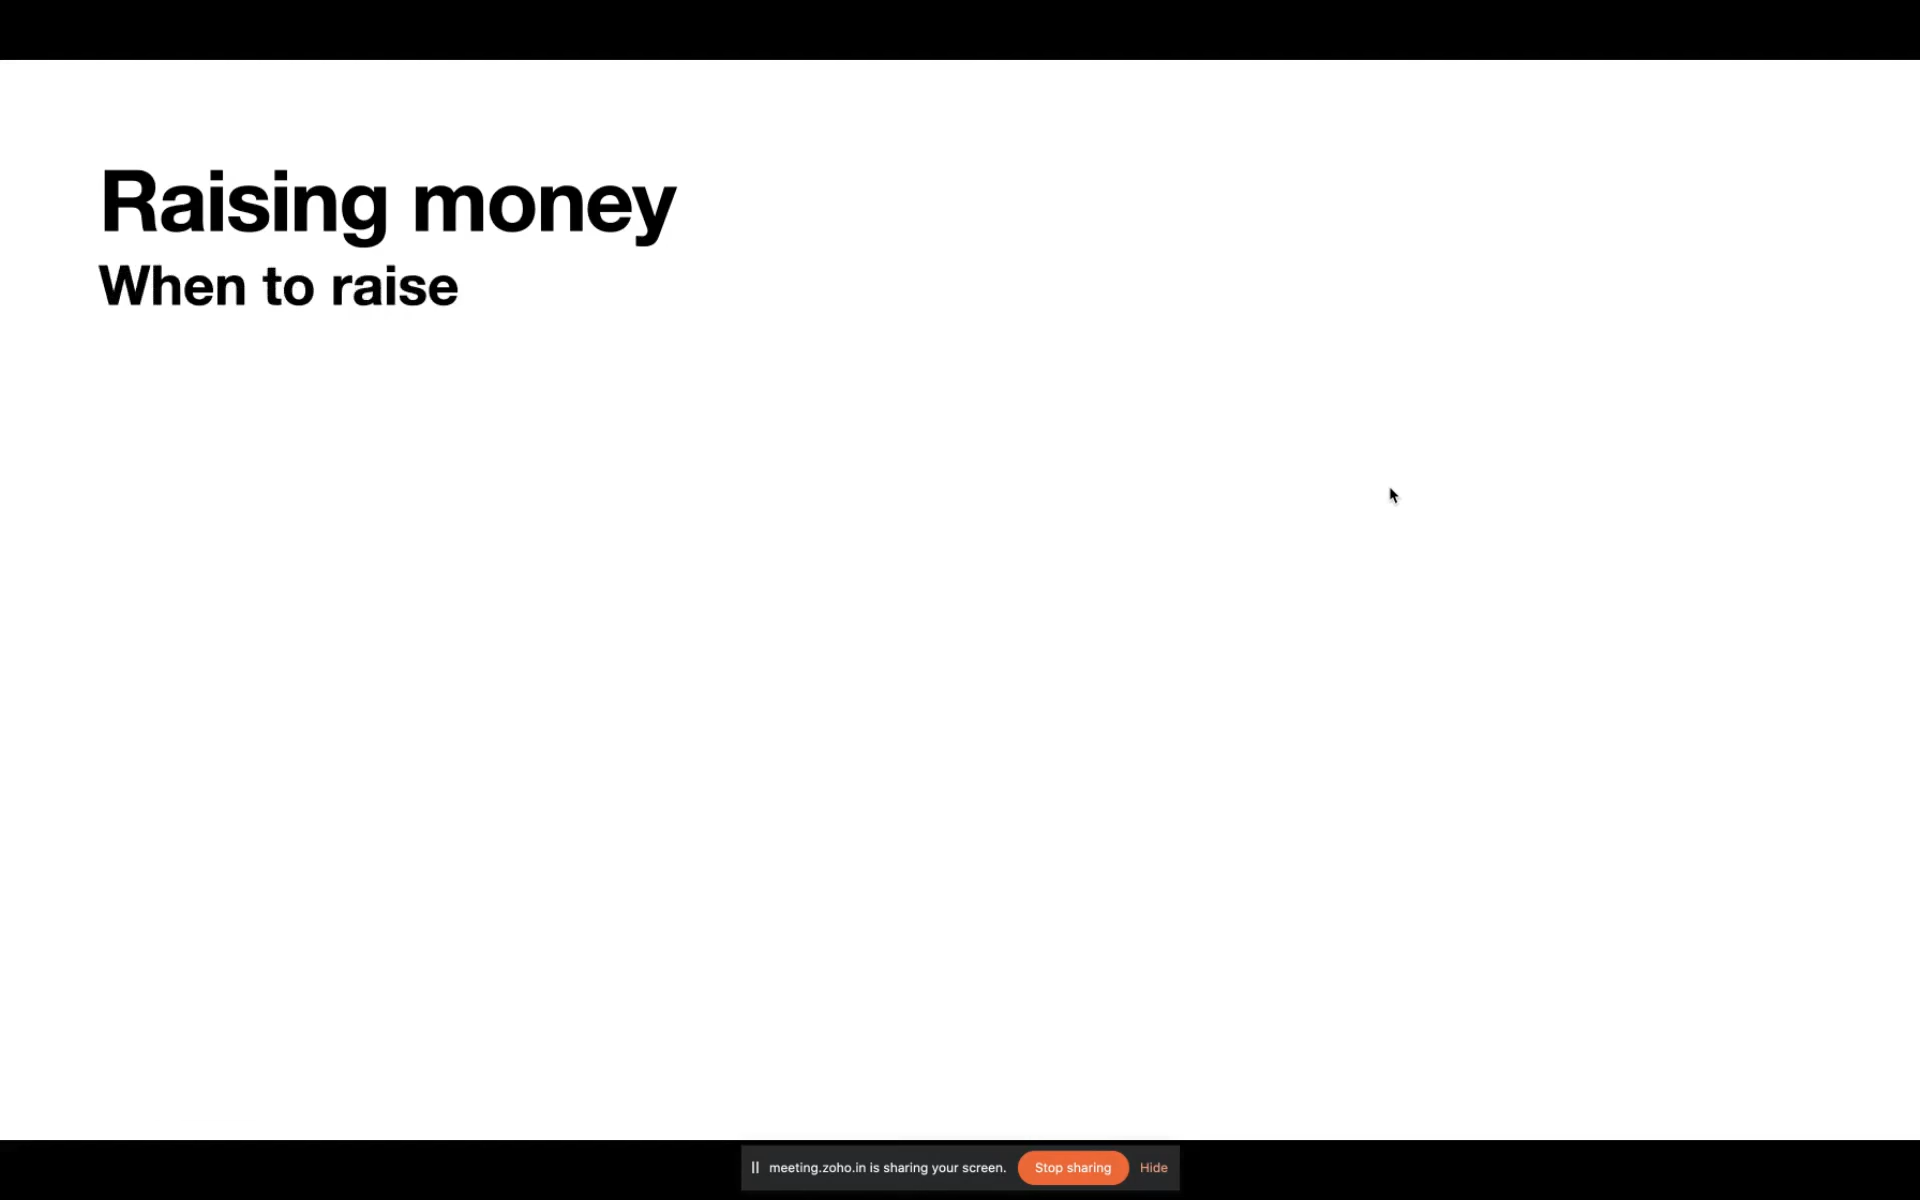 Raising money
When to raise
meeting.zoho.in is sharing your screen. Stop sharing Hide